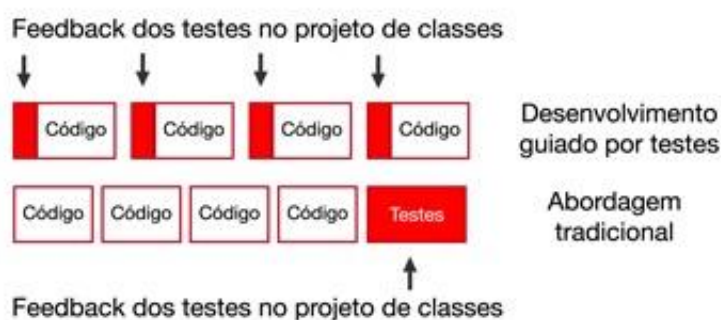 Feedback dos testes no projeto de classes
Código Código Código Código
Desenvolvimento
guiado por testes
Código Código Código Código Testes
Abordagem
tradicional
Feedback dos testes no projeto de classes